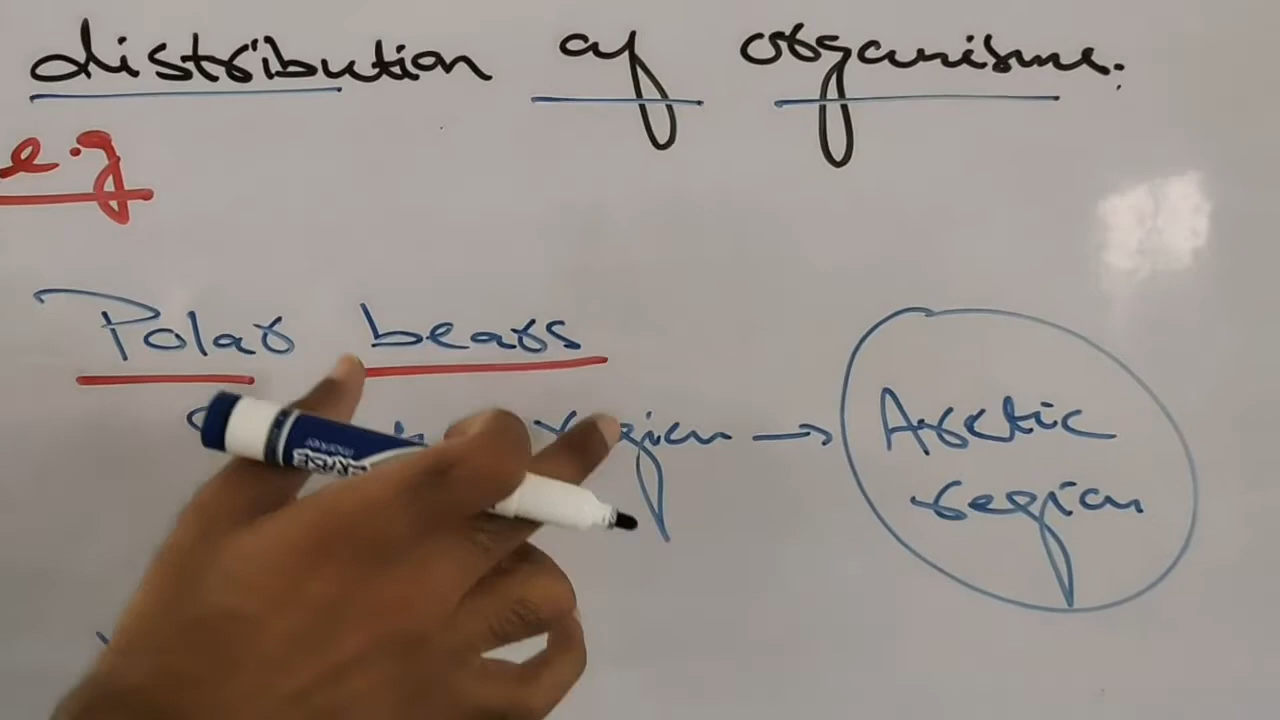 distribution of organisms.
e.g
Polar bears
region → Arctic
region